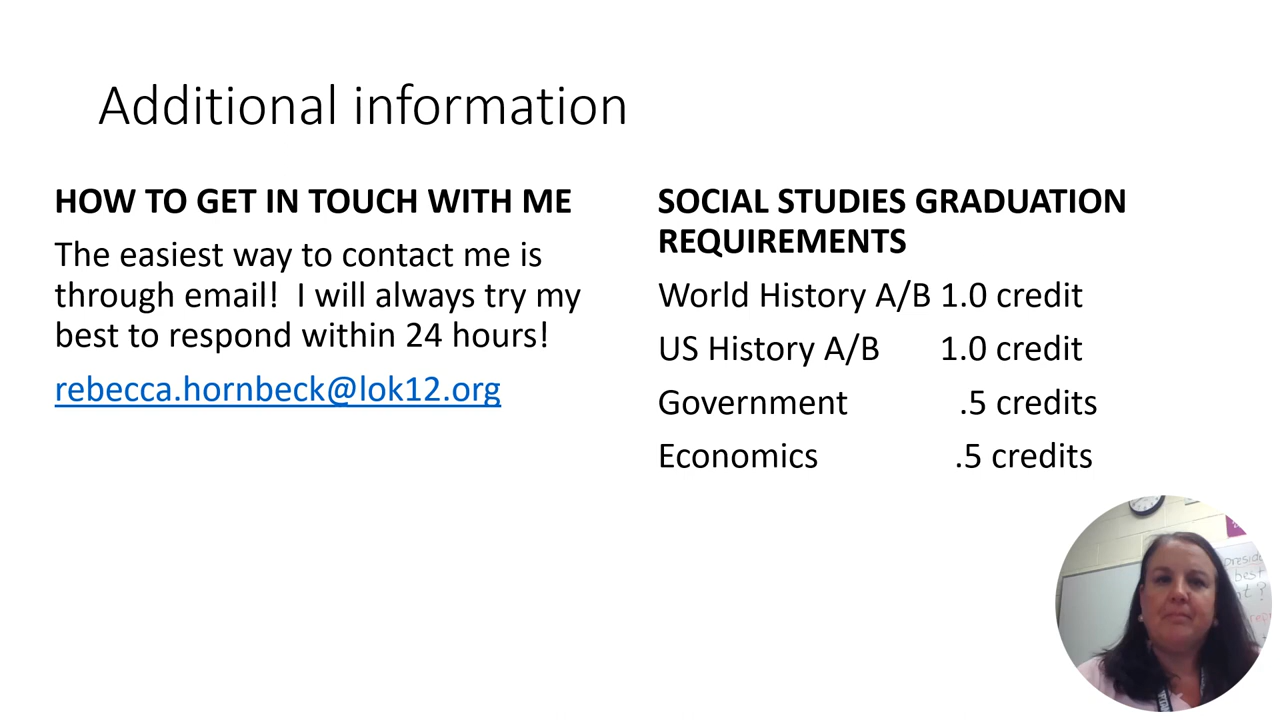 Additional information
HOW TO GET IN TOUCH WITH ME
The easiest way to contact me is
through email!  I will always try my
best to respond within 24 hours!
rebecca.hornbeck@lok12.org
SOCIAL STUDIES GRADUATION
REQUIREMENTS
World History A/B 1.0 credit
US History A/B 1.0 credit
Government .5 credits
Economics .5 credits
best